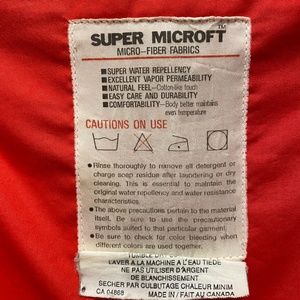 SUPER MICROFT™
MICRO-FIBER FABRICS
■SUPER WATER REPELLENCY
■EXCELLENT VAPOR PERMEABILITY
■NATURAL FEEL-Cotton-like touch
■EASY CARE AND DURABILITY
■COMFORTABILITY-Body better maintains
even temperature
CAUTIONS ON USE
●Rinse thoroughly to remove all detergent or
charge soap residue after laundering or dry
cleaning. This is essential to maintain the
original water repellency and water resistance
characteristics.
●The above precautions pertain to the material
itself. Be sure to use the precautionary
symbols suited to that particular garment.
●Be sure to check for color bleeding when
different colors are used together.
TUMBLE DRY
LAVER A LA MACHINE A L'EAU TIEDE
NE PAS UTILISER D'ARGENT
DE BLANCHISSEMENT
SECHER PAR CULBUTAGE CHALEUR MINIM
CA 04868 MADE IN / FAIT AU CANADA